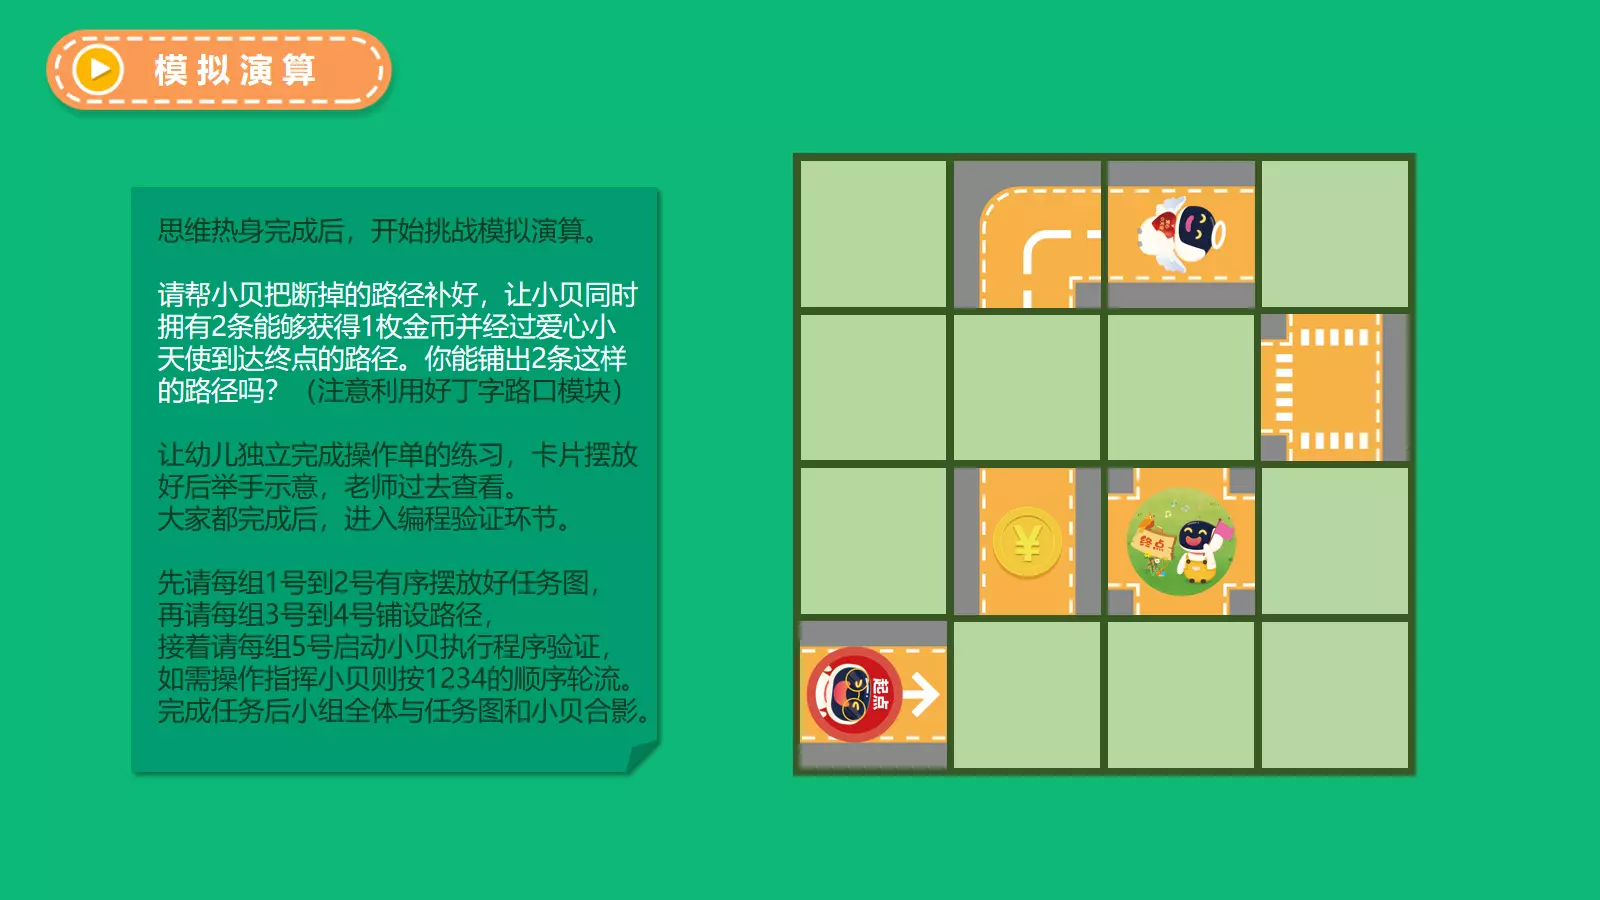 模拟演算
思维热身完成后，开始挑战模拟演算。
请帮小贝把断掉的路径补好，让小贝同时
拥有2条能够获得1枚金币并经过爱心小
天使到达终点的路径。你能铺出2条这样
的路径吗？（注意利用好丁字路口模块）
让幼儿独立完成操作单的练习，卡片摆放
好后举手示意，老师过去查看。
大家都完成后，进入编程验证环节。
先请每组1号到2号有序摆放好任务图，
再请每组3号到4号铺设路径，
接着请每组5号启动小贝执行程序验证，
如需操作指挥小贝则按1234的顺序轮流。
完成任务后小组全体与任务图和小贝合影。
¥
终点
起点